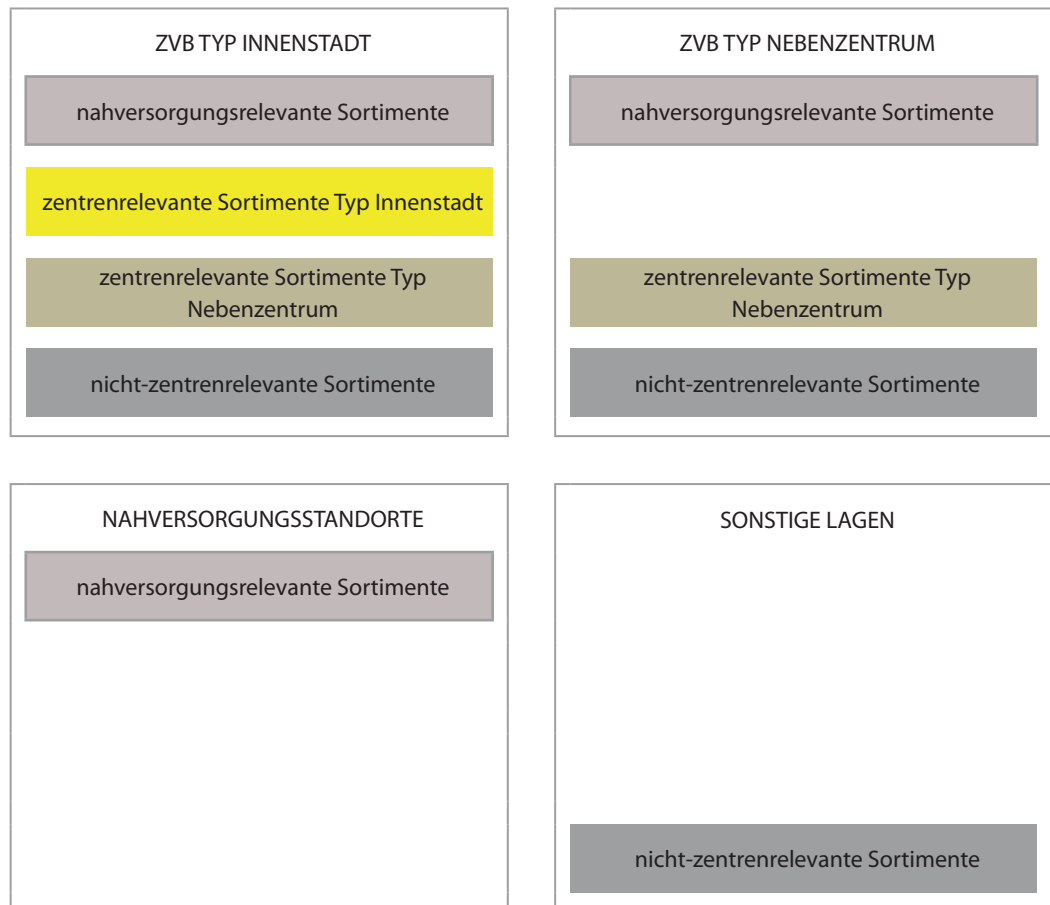 ZVB TYP INNENSTADT
nahversorgungsrelevante Sortimente
zentrenrelevante Sortimente Typ Innenstadt
zentrenrelevante Sortimente Typ
Nebenzentrum
nicht-zentrenrelevante Sortimente
ZVB TYP NEBENZENTRUM
nahversorgungsrelevante Sortimente
zentrenrelevante Sortimente Typ
Nebenzentrum
nicht-zentrenrelevante Sortimente
NAHVERSORGUNGSSTANDORTE
nahversorgungsrelevante Sortimente
SONSTIGE LAGEN
nicht-zentrenrelevante Sortimente